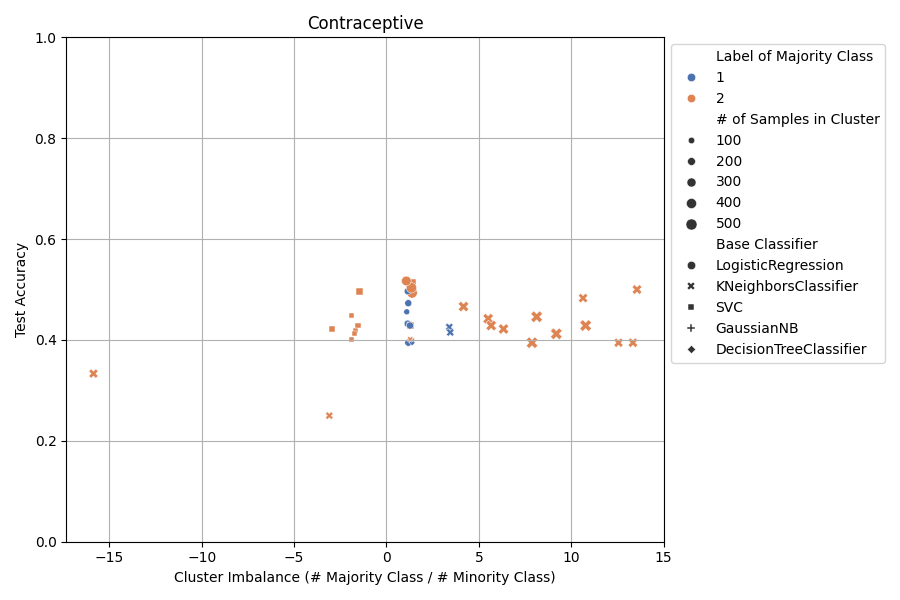 Contraceptive
Test Accuracy
1.0
0.8
0.6
0.4
0.2
0.0
−15
−10
−5
0
5
10
15
Cluster Imbalance (# Majority Class / # Minority Class)
Label of Majority Class
1
2
# of Samples in Cluster
100
200
300
400
500
Base Classifier
LogisticRegression
KNeighborsClassifier
SVC
GaussianNB
DecisionTreeClassifier